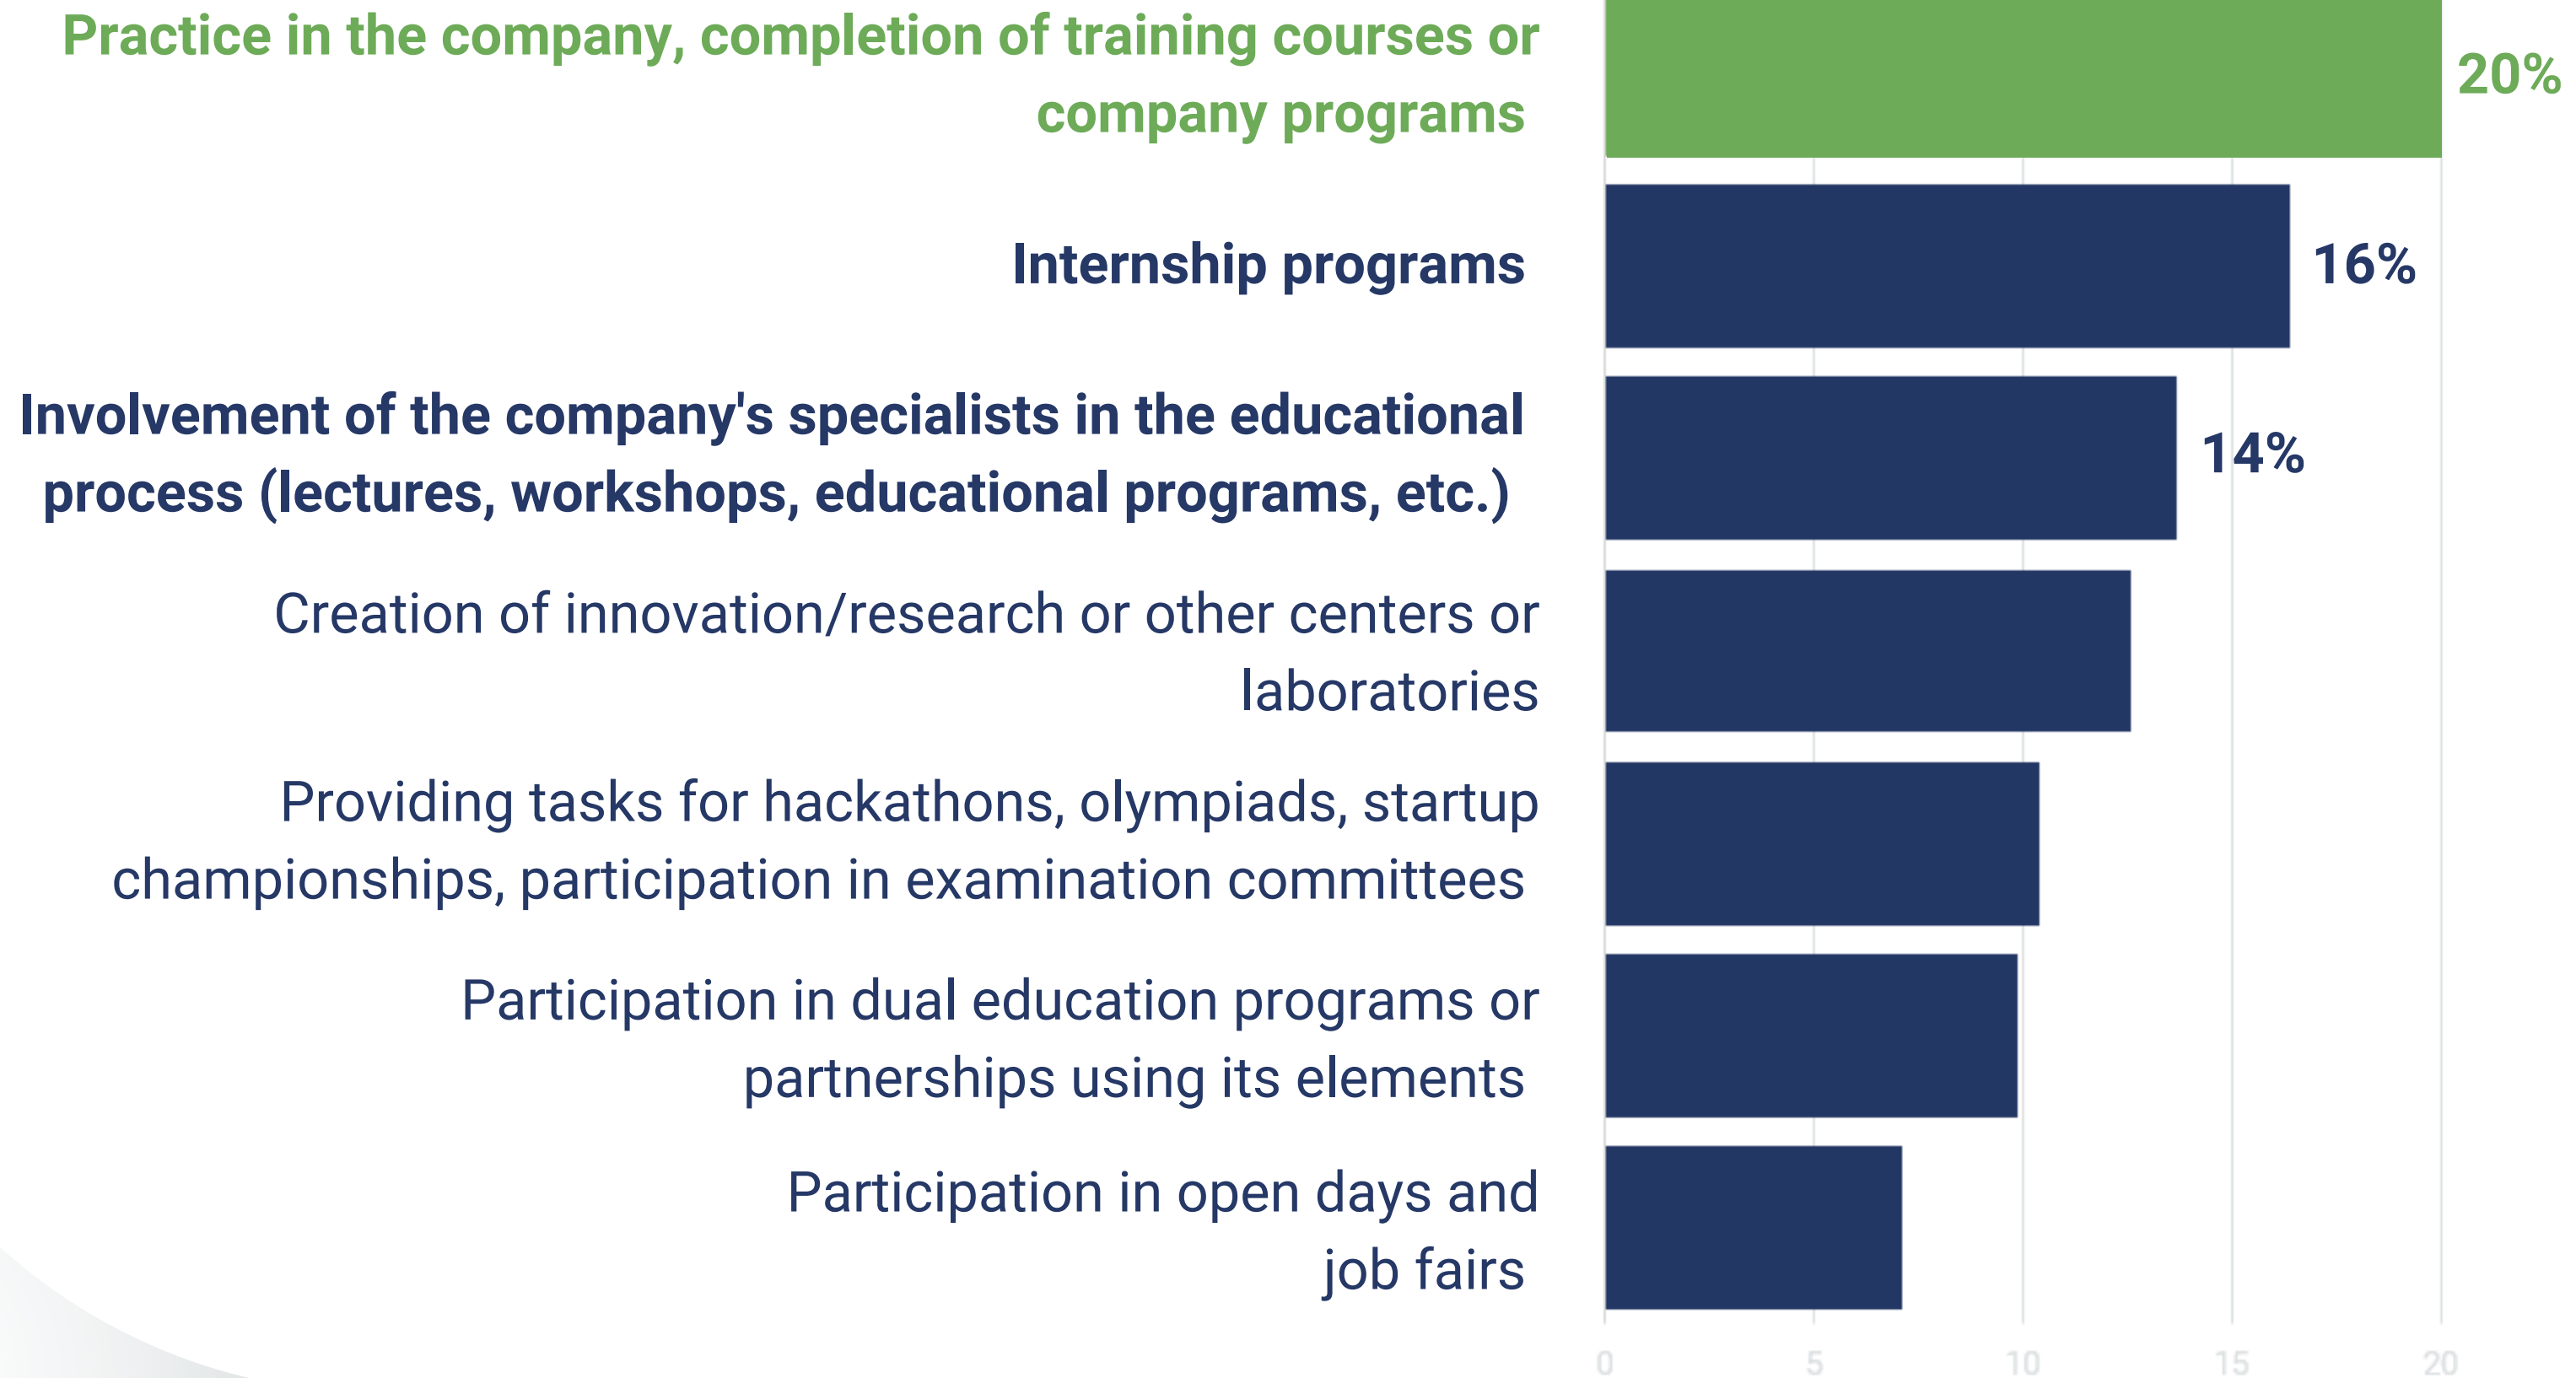 Practice in the company, completion of training courses or
company programs
20%
Internship programs
16%
Involvement of the company's specialists in the educational
process (lectures, workshops, educational programs, etc.)
14%
Creation of innovation/research or other centers or
laboratories
Providing tasks for hackathons, olympiads, startup
championships, participation in examination committees
Participation in dual education programs or
partnerships using its elements
Participation in open days and
job fairs
0 5 10 15 20